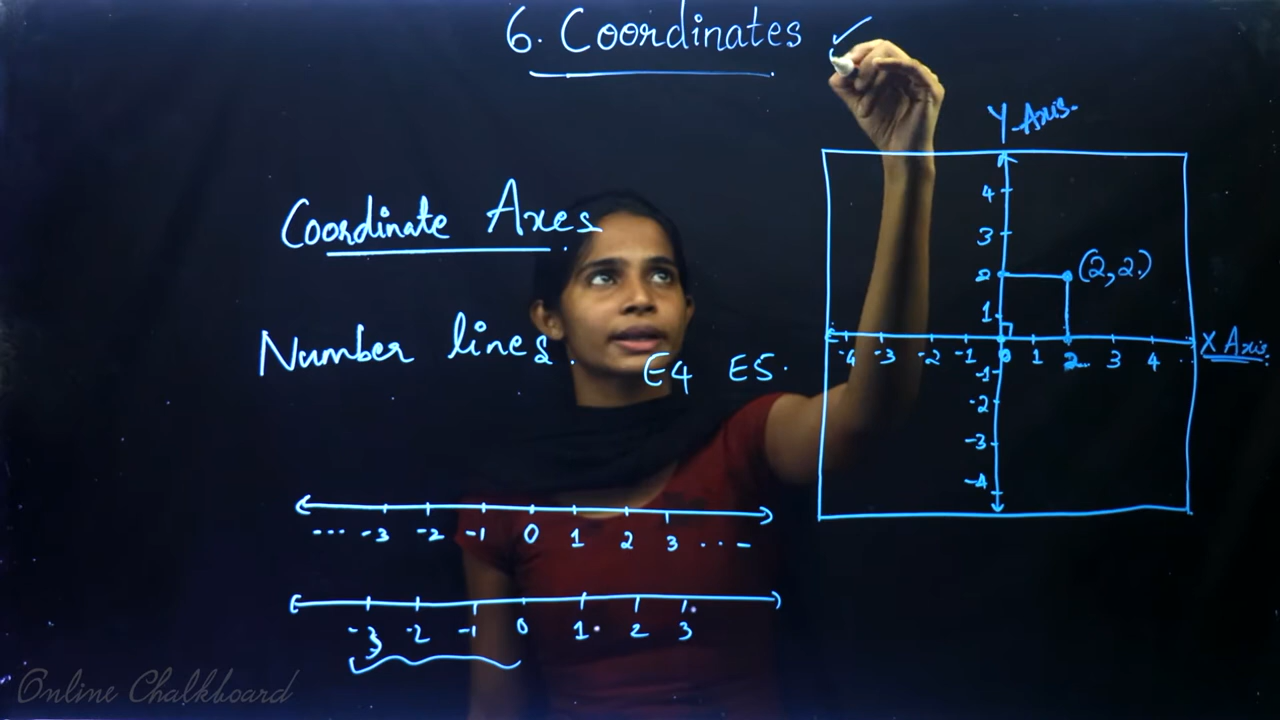 6. Coordinates ✓
Coordinate Axes.
Number lines.
E4 E5.
... -3 -2 -1 0 1 2 3 ...
-3 -2 -1 0 1 2 3
Y Axis.
4
3
2 (2,2)
1
-4 -3 -2 -1 0 1 2 3 4 X Axis.
-1
-2
-3
-4
Online Chalkboard